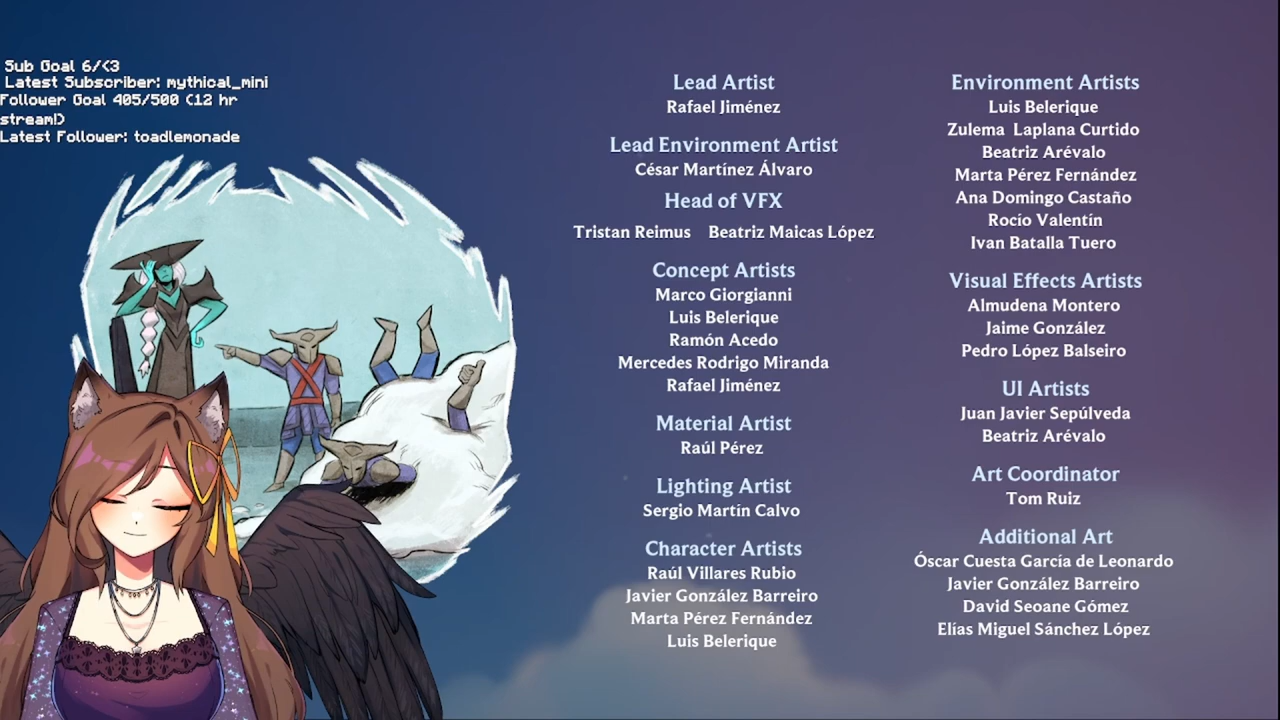 Sub Goal 6/<3
Latest Subscriber: mythical_mini
Follower Goal 405/500 (12 hr
stream!)
Latest Follower: toadlemonade
Lead Artist
Rafael Jiménez
Lead Environment Artist
César Martínez Álvaro
Head of VFX
Tristan Reimus Beatriz Maicas López
Concept Artists
Marco Giorgianni
Luis Belerique
Ramón Acedo
Mercedes Rodrigo Miranda
Rafael Jiménez
Material Artist
Raúl Pérez
Lighting Artist
Sergio Martín Calvo
Character Artists
Raúl Villares Rubio
Javier González Barreiro
Marta Pérez Fernández
Luis Belerique
Environment Artists
Luis Belerique
Zulema Laplana Curtido
Beatriz Arévalo
Marta Pérez Fernández
Ana Domingo Castaño
Rocío Valentín
Ivan Batalla Tuero
Visual Effects Artists
Almudena Montero
Jaime González
Pedro López Balseiro
UI Artists
Juan Javier Sepúlveda
Beatriz Arévalo
Art Coordinator
Tom Ruiz
Additional Art
Óscar Cuesta García de Leonardo
Javier González Barreiro
David Seoane Gómez
Elías Miguel Sánchez López